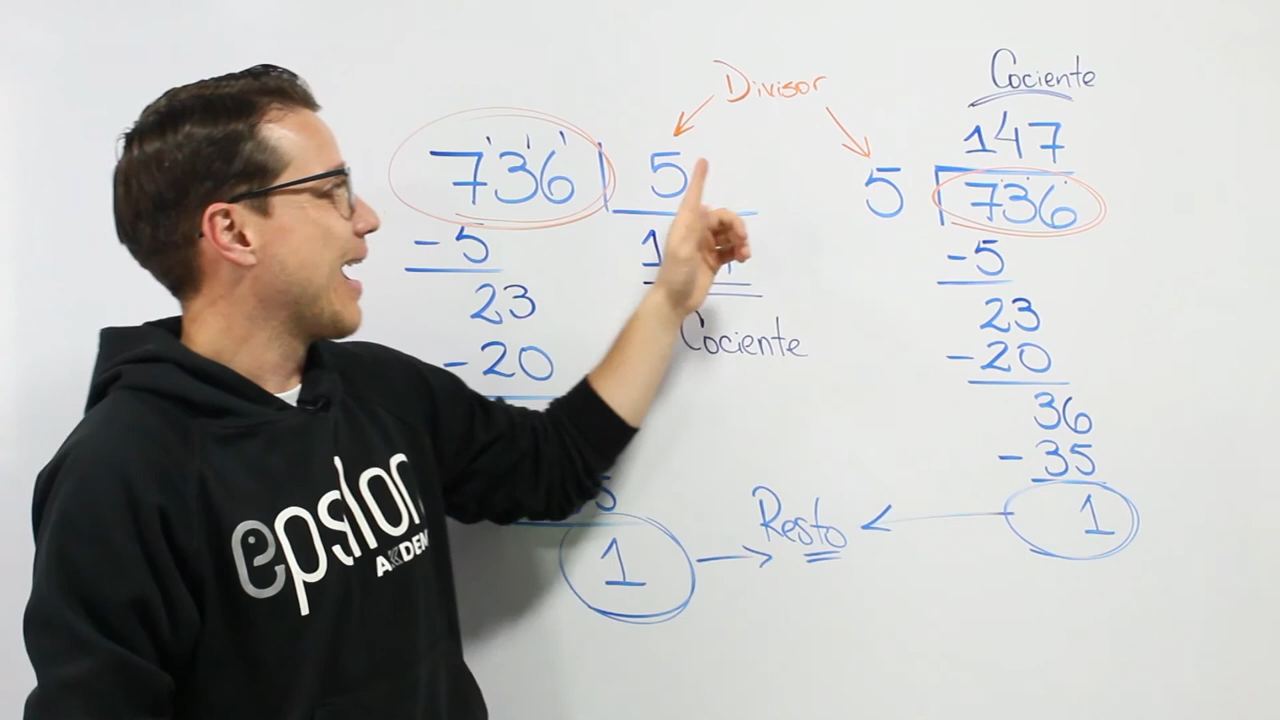 Divisor
Cociente
147
736 5
5 736
-5
23
-20
Cociente
-5
23
-20
36
-35
1
5
1
Resto
epsilon